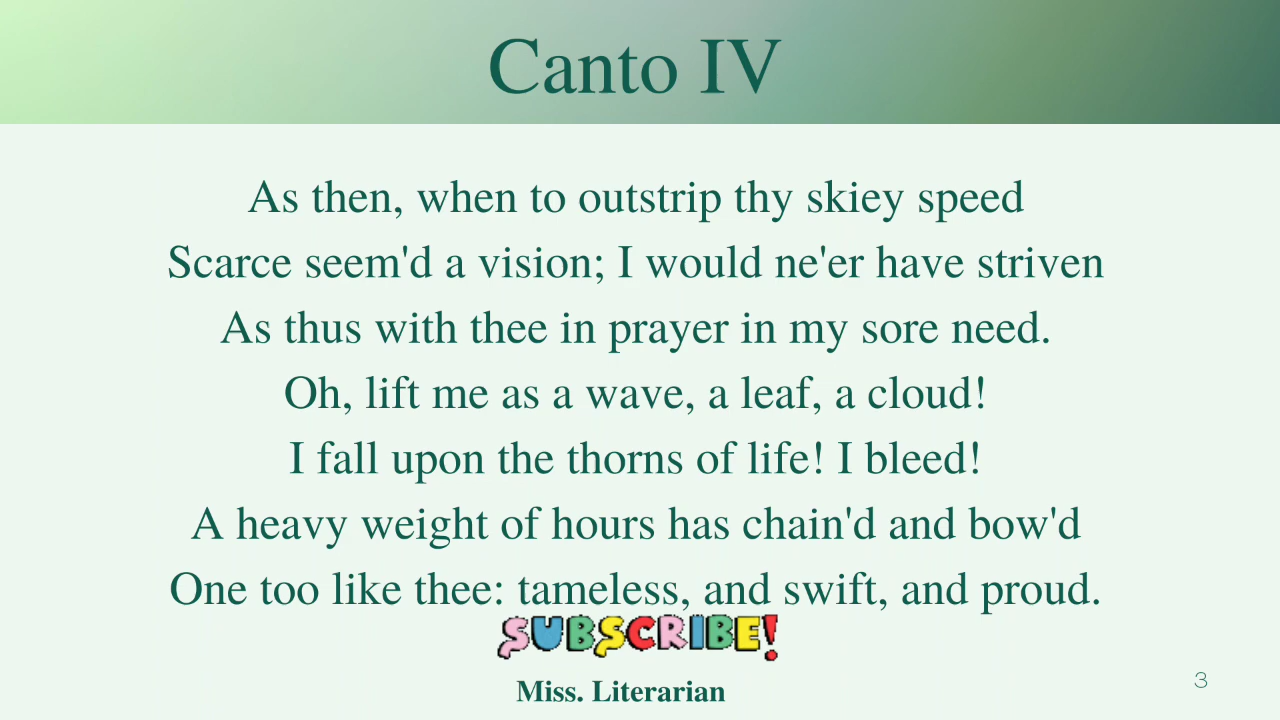 Canto IV
As then, when to outstrip thy skiey speed
Scarce seem'd a vision; I would ne'er have striven
As thus with thee in prayer in my sore need.
Oh, lift me as a wave, a leaf, a cloud!
I fall upon the thorns of life! I bleed!
A heavy weight of hours has chain'd and bow'd
One too like thee: tameless, and swift, and proud.
SUBSCRIBE!
Miss. Literarian
3